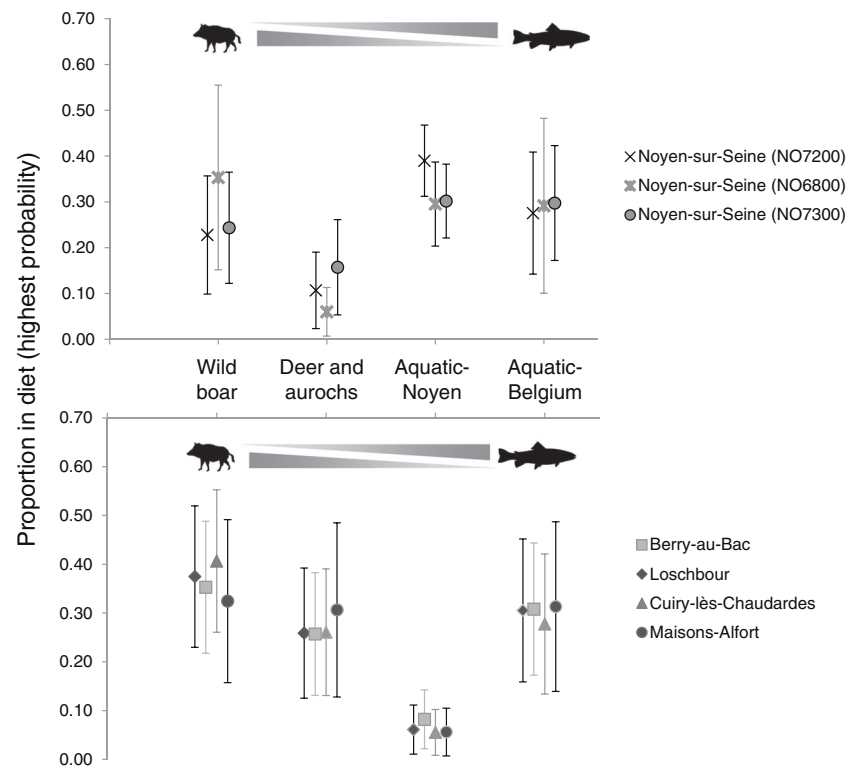 Proportion in diet (highest probability)
0.70
0.60
0.50
0.40
0.30
0.20
0.10
0.00
Noyen-sur-Seine (NO7200)
Noyen-sur-Seine (NO6800)
Noyen-sur-Seine (NO7300)
Wild
boar
Deer and
aurochs
Aquatic-
Noyen
Aquatic-
Belgium
0.70
0.60
0.50
0.40
0.30
0.20
0.10
0.00
Berry-au-Bac
Loschbour
Cuiry-lès-Chaudardes
Maisons-Alfort